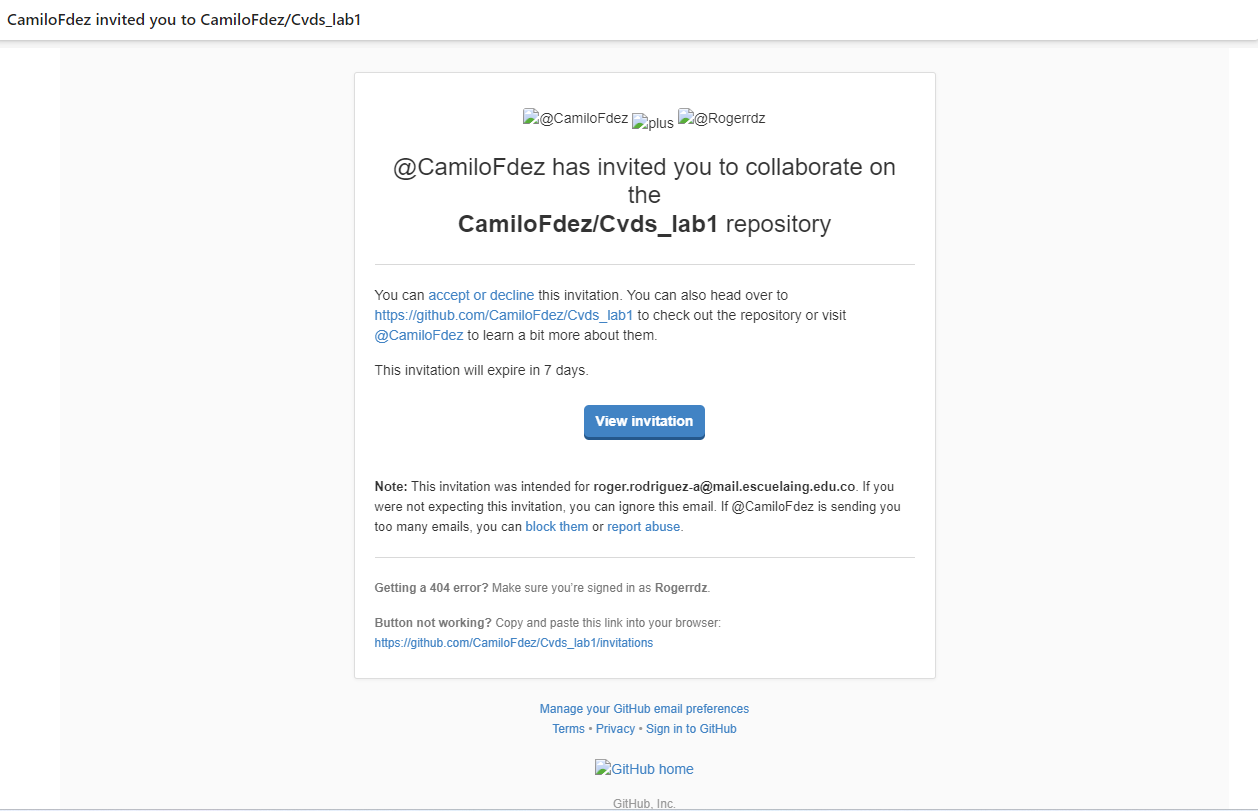 CamiloFdez invited you to CamiloFdez/Cvds_lab1
@CamiloFdez plus @Rogerrdz
@CamiloFdez has invited you to collaborate on
the
CamiloFdez/Cvds_lab1 repository
You can accept or decline this invitation. You can also head over to
https://github.com/CamiloFdez/Cvds_lab1 to check out the repository or visit
@CamiloFdez to learn a bit more about them.
This invitation will expire in 7 days.
View invitation
Note: This invitation was intended for roger.rodriguez-a@mail.escuelaing.edu.co. If you
were not expecting this invitation, you can ignore this email. If @CamiloFdez is sending you
too many emails, you can block them or report abuse.
Getting a 404 error? Make sure you’re signed in as Rogerrdz.
Button not working? Copy and paste this link into your browser:
https://github.com/CamiloFdez/Cvds_lab1/invitations
Manage your GitHub email preferences
Terms • Privacy • Sign in to GitHub
GitHub home
GitHub, Inc.